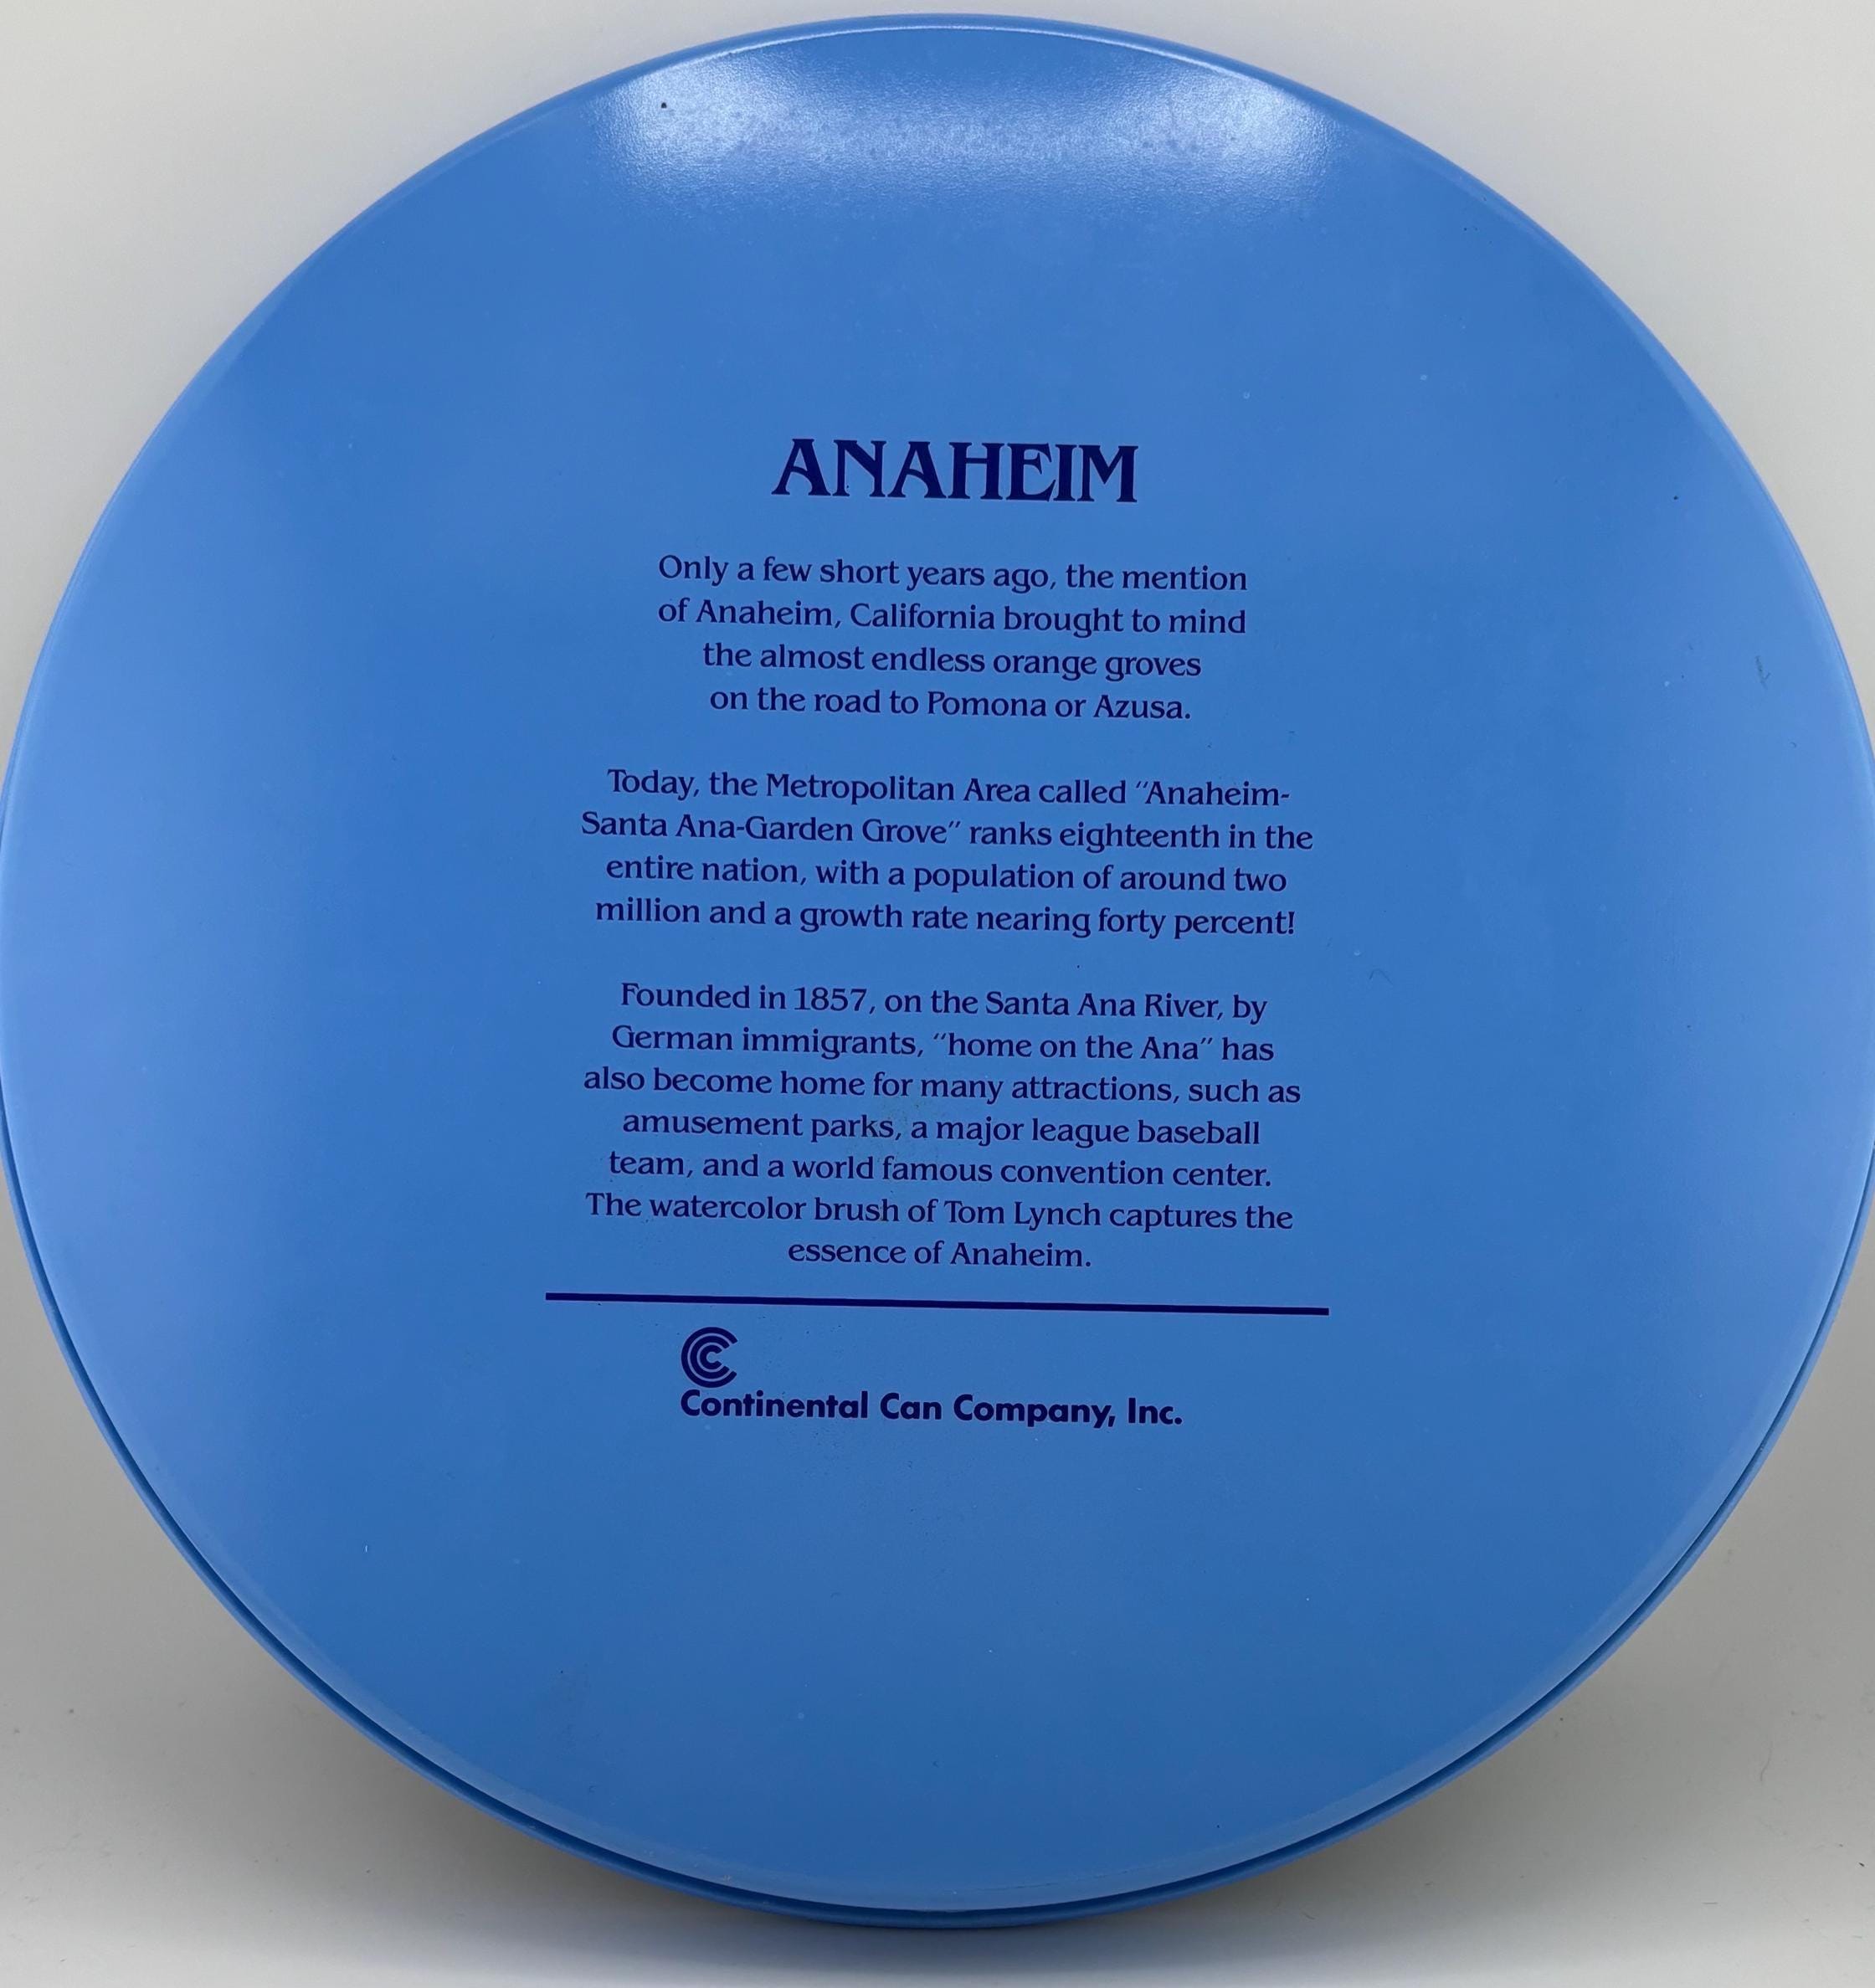 ANAHEIM
Only a few short years ago, the mention
of Anaheim, California brought to mind
the almost endless orange groves
on the road to Pomona or Azusa.
Today, the Metropolitan Area called "Anaheim-
Santa Ana-Garden Grove" ranks eighteenth in the
entire nation, with a population of around two
million and a growth rate nearing forty percent!
Founded in 1857, on the Santa Ana River, by
German immigrants, "home on the Ana" has
also become home for many attractions, such as
amusement parks, a major league baseball
team, and a world famous convention center.
The watercolor brush of Tom Lynch captures the
essence of Anaheim.
Continental Can Company, Inc.